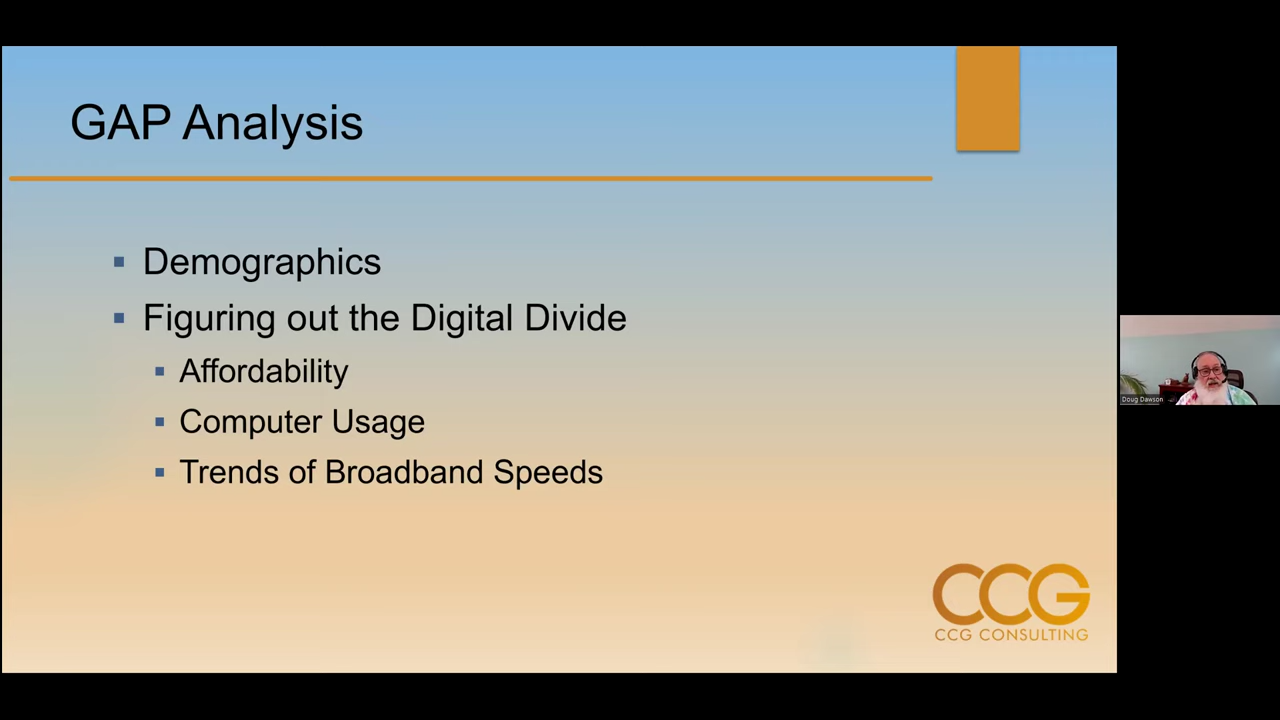 GAP Analysis
Demographics
Figuring out the Digital Divide
Affordability
Computer Usage
Trends of Broadband Speeds
CCG
CCG CONSULTING
Doug Dawson